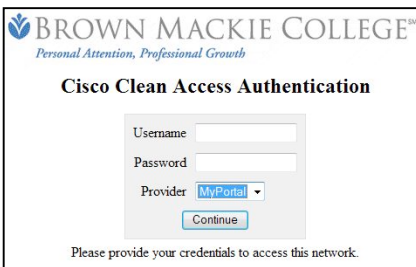 BROWN MACKIE COLLEGE℠
Personal Attention, Professional Growth
Cisco Clean Access Authentication
Username
Password
Provider MyPortal
Continue
Please provide your credentials to access this network.